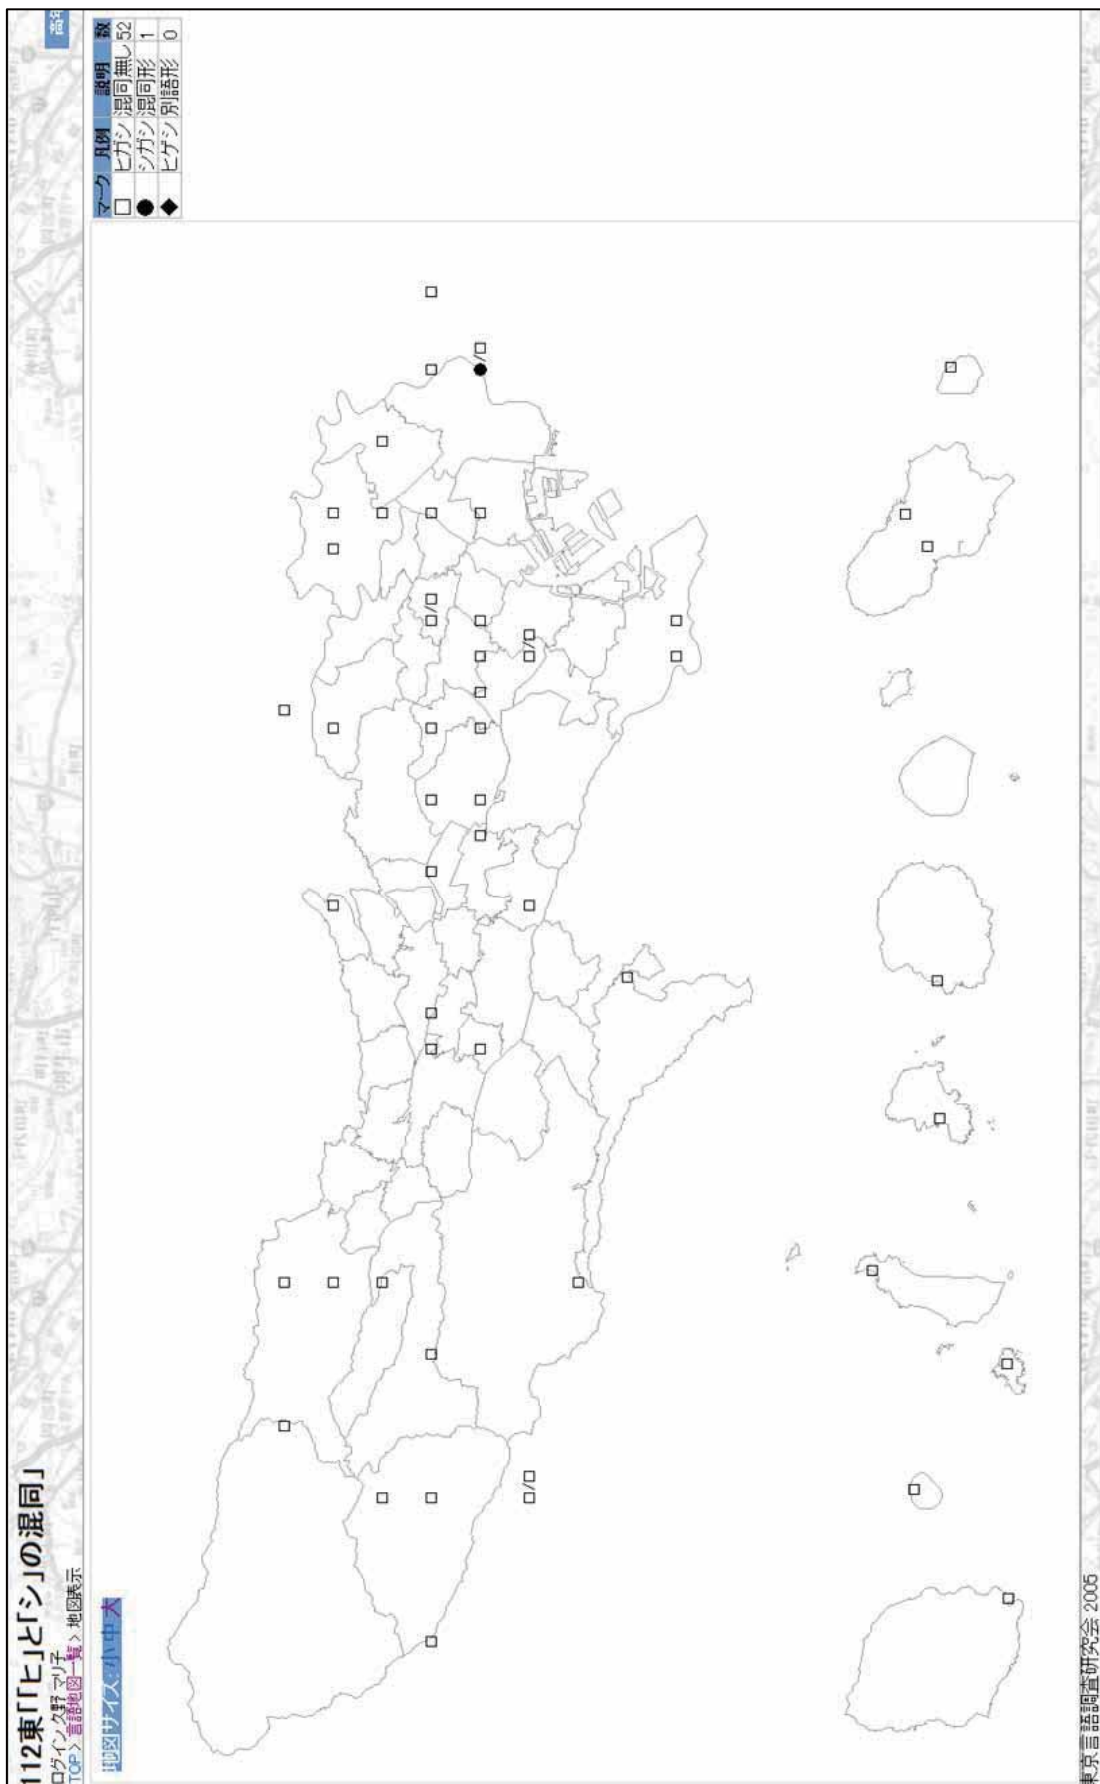 112東「「ヒ」と「シ」の混同」
ログイン:久野 マリ子
TOP > 言語地図一覧 > 地図表示
地図サイズ: 小 中 大
マーク 凡例 説明 数
□ ヒガシ 混同無し 52
● シガシ 混同形 1
◆ ヒゲシ 別語形 0
東京言語調査研究会 2005